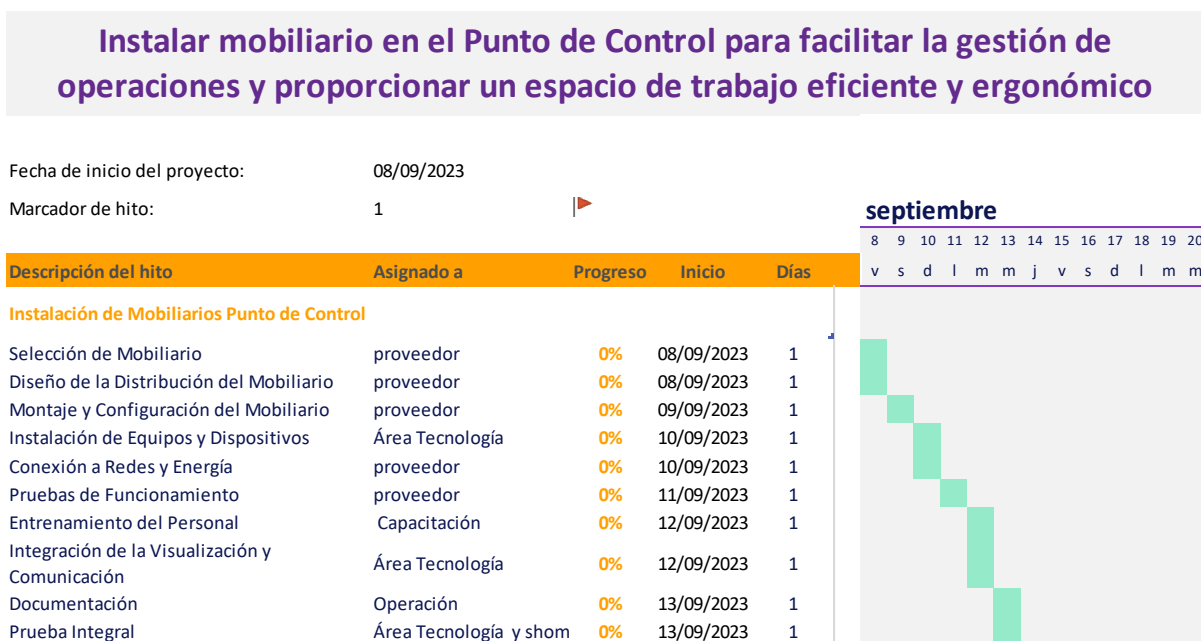 Instalar mobiliario en el Punto de Control para facilitar la gestión de
operaciones y proporcionar un espacio de trabajo eficiente y ergonómico
Fecha de inicio del proyecto: 08/09/2023
Marcador de hito: 1
septiembre
8 9 10 11 12 13 14 15 16 17 18 19 20
Descripción del hito Asignado a Progreso Inicio Días v s d l m m j v s d l m m
Instalación de Mobiliarios Punto de Control
Selección de Mobiliario proveedor 0% 08/09/2023 1
Diseño de la Distribución del Mobiliario proveedor 0% 08/09/2023 1
Montaje y Configuración del Mobiliario proveedor 0% 09/09/2023 1
Instalación de Equipos y Dispositivos Área Tecnología 0% 10/09/2023 1
Conexión a Redes y Energía proveedor 0% 10/09/2023 1
Pruebas de Funcionamiento proveedor 0% 11/09/2023 1
Entrenamiento del Personal Capacitación 0% 12/09/2023 1
Integración de la Visualización y
Comunicación Área Tecnología 0% 12/09/2023 1
Documentación Operación 0% 13/09/2023 1
Prueba Integral Área Tecnología y shom 0% 13/09/2023 1